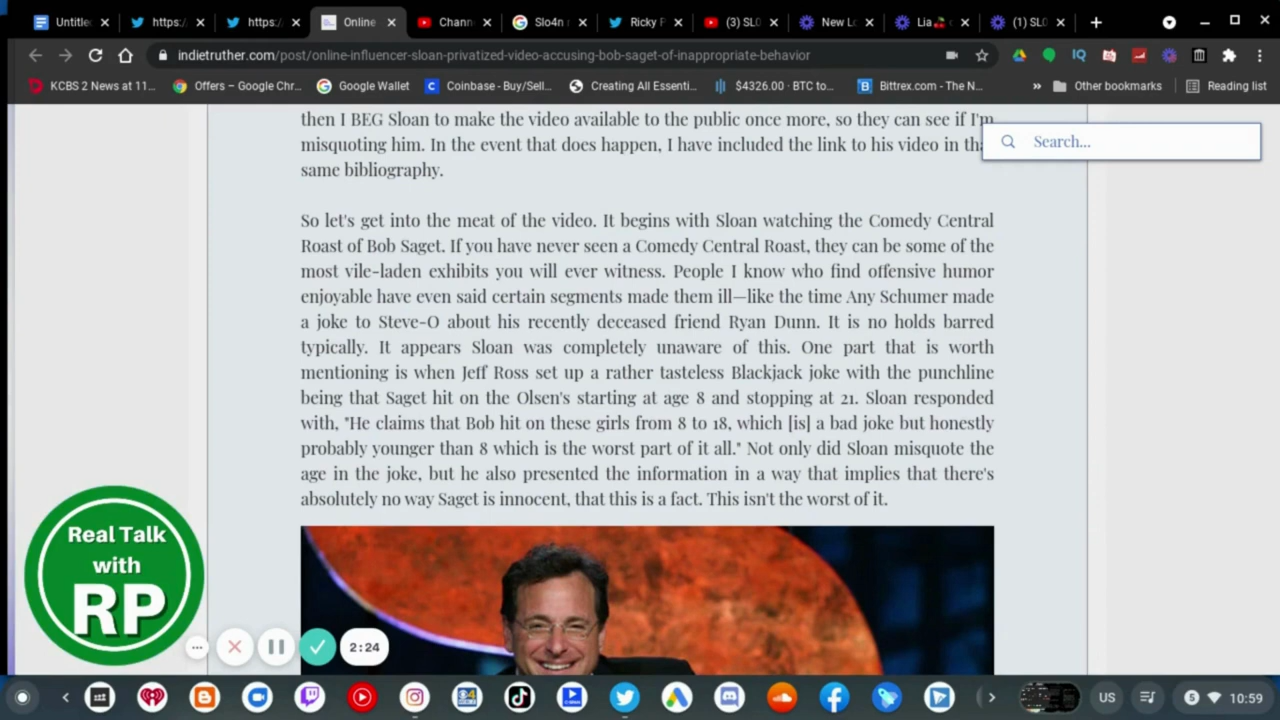 Untitle
https:/
https:/
Online
Chann
Slo4n
Ricky P
(3) SL0
New L
Lia🍒
(1) SL0
indietruther.com/post/online-influencer-sloan-privatized-video-accusing-bob-saget-of-inappropriate-behavior
KCBS 2 News at 11...
Offers – Google Chr...
Google Wallet
Coinbase - Buy/Sell...
Creating All Essenti...
$4326.00 · BTC to...
Bittrex.com - The N...
»
Other bookmarks
Reading list
then I BEG Sloan to make the video available to the public once more, so they can see if I'm
misquoting him. In the event that does happen, I have included the link to his video in
same bibliography.
Search...
So let's get into the meat of the video. It begins with Sloan watching the Comedy Central
Roast of Bob Saget. If you have never seen a Comedy Central Roast, they can be some of the
most vile-laden exhibits you will ever witness. People I know who find offensive humor
enjoyable have even said certain segments made them ill—like the time Any Schumer made
a joke to Steve-O about his recently deceased friend Ryan Dunn. It is no holds barred
typically. It appears Sloan was completely unaware of this. One part that is worth
mentioning is when Jeff Ross set up a rather tasteless Blackjack joke with the punchline
being that Saget hit on the Olsen's starting at age 8 and stopping at 21. Sloan responded
with, "He claims that Bob hit on these girls from 8 to 18, which [is] a bad joke but honestly
probably younger than 8 which is the worst part of it all." Not only did Sloan misquote the
age in the joke, but he also presented the information in a way that implies that there's
absolutely no way Saget is innocent, that this is a fact. This isn't the worst of it.
Real Talk
with
RP
2:24
US
5
10:59